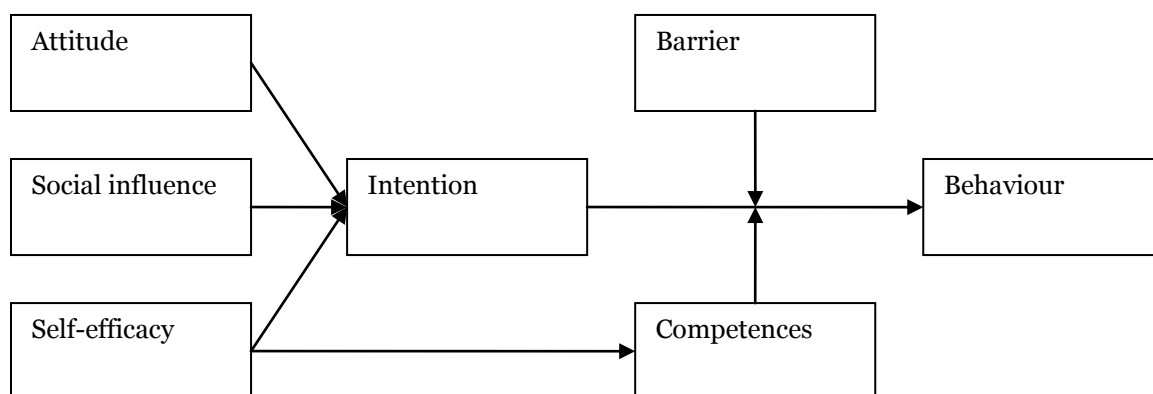 Attitude
Barrier
Social influence
Intention
Behaviour
Self-efficacy
Competences